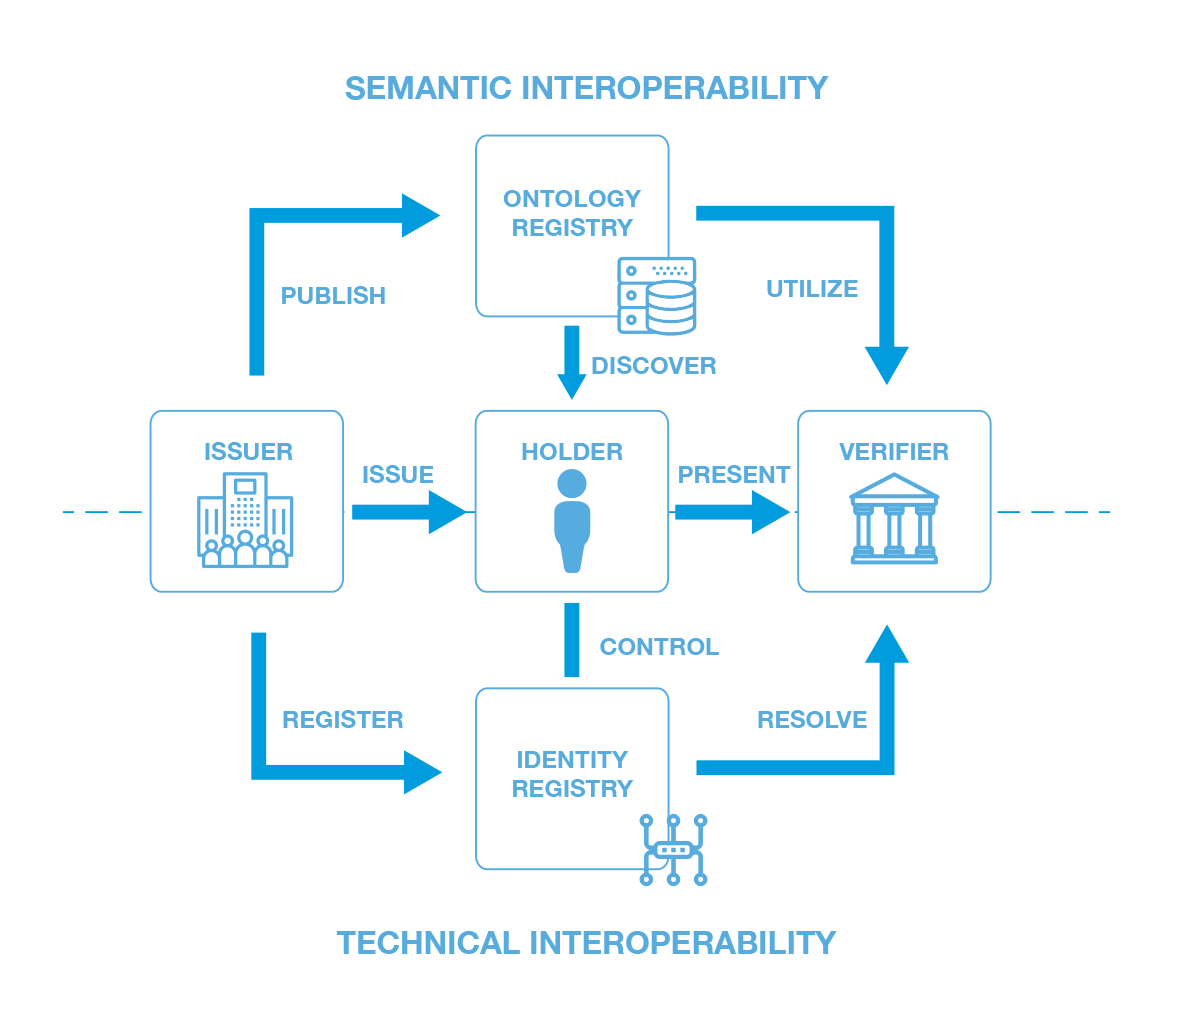 SEMANTIC INTEROPERABILITY
ONTOLOGY
REGISTRY
PUBLISH
UTILIZE
DISCOVER
ISSUER
HOLDER
VERIFIER
ISSUE
PRESENT
CONTROL
REGISTER
RESOLVE
IDENTITY
REGISTRY
TECHNICAL INTEROPERABILITY